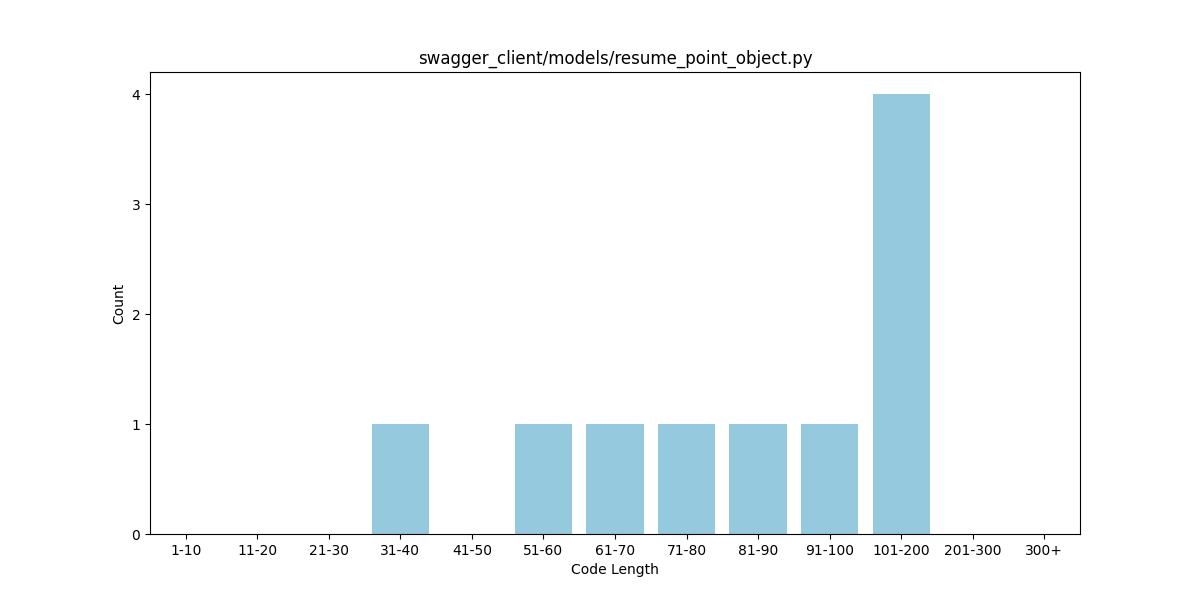 swagger_client/models/resume_point_object.py
4
3
2
1
0
Count
1-10 11-20 21-30 31-40 41-50 51-60 61-70 71-80 81-90 91-100 101-200 201-300 300+
Code Length